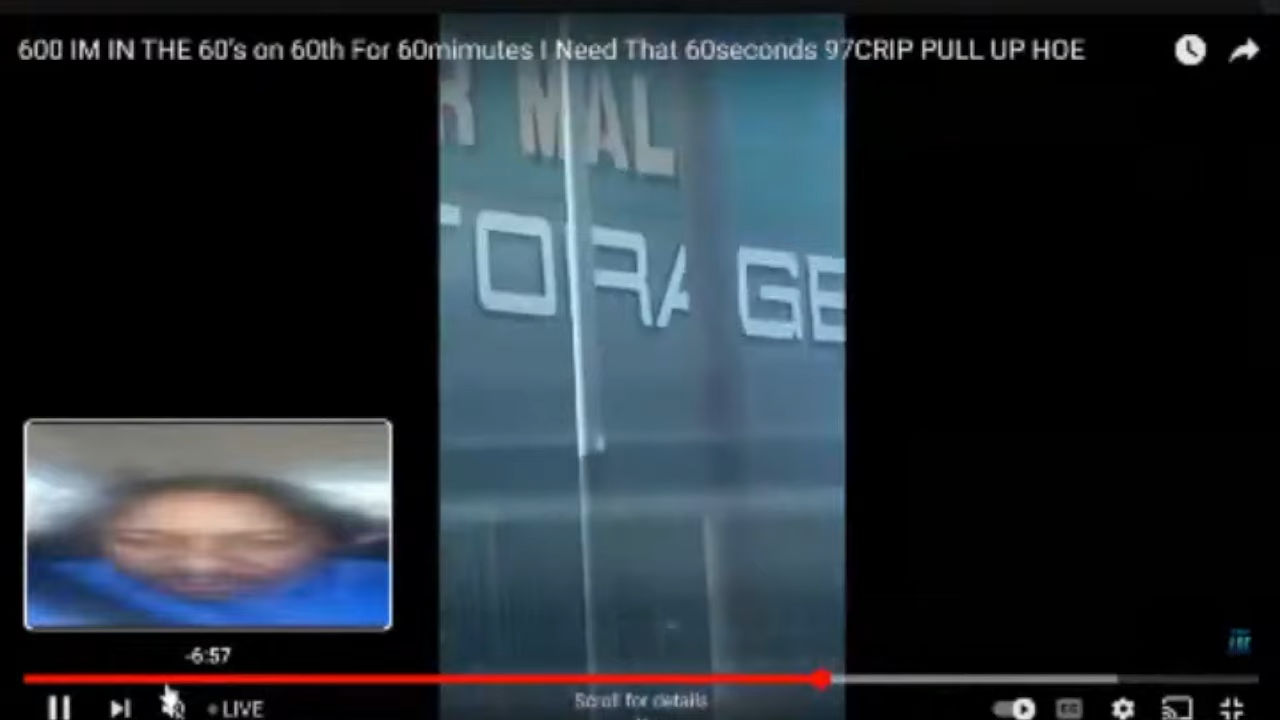 600 IM IN THE 60's on 60th For 60mimutes I Need That 60seconds 97CRIP PULL UP HOE
R MAL
TORAGE
-6:57
LIVE
CC
Scroll for details